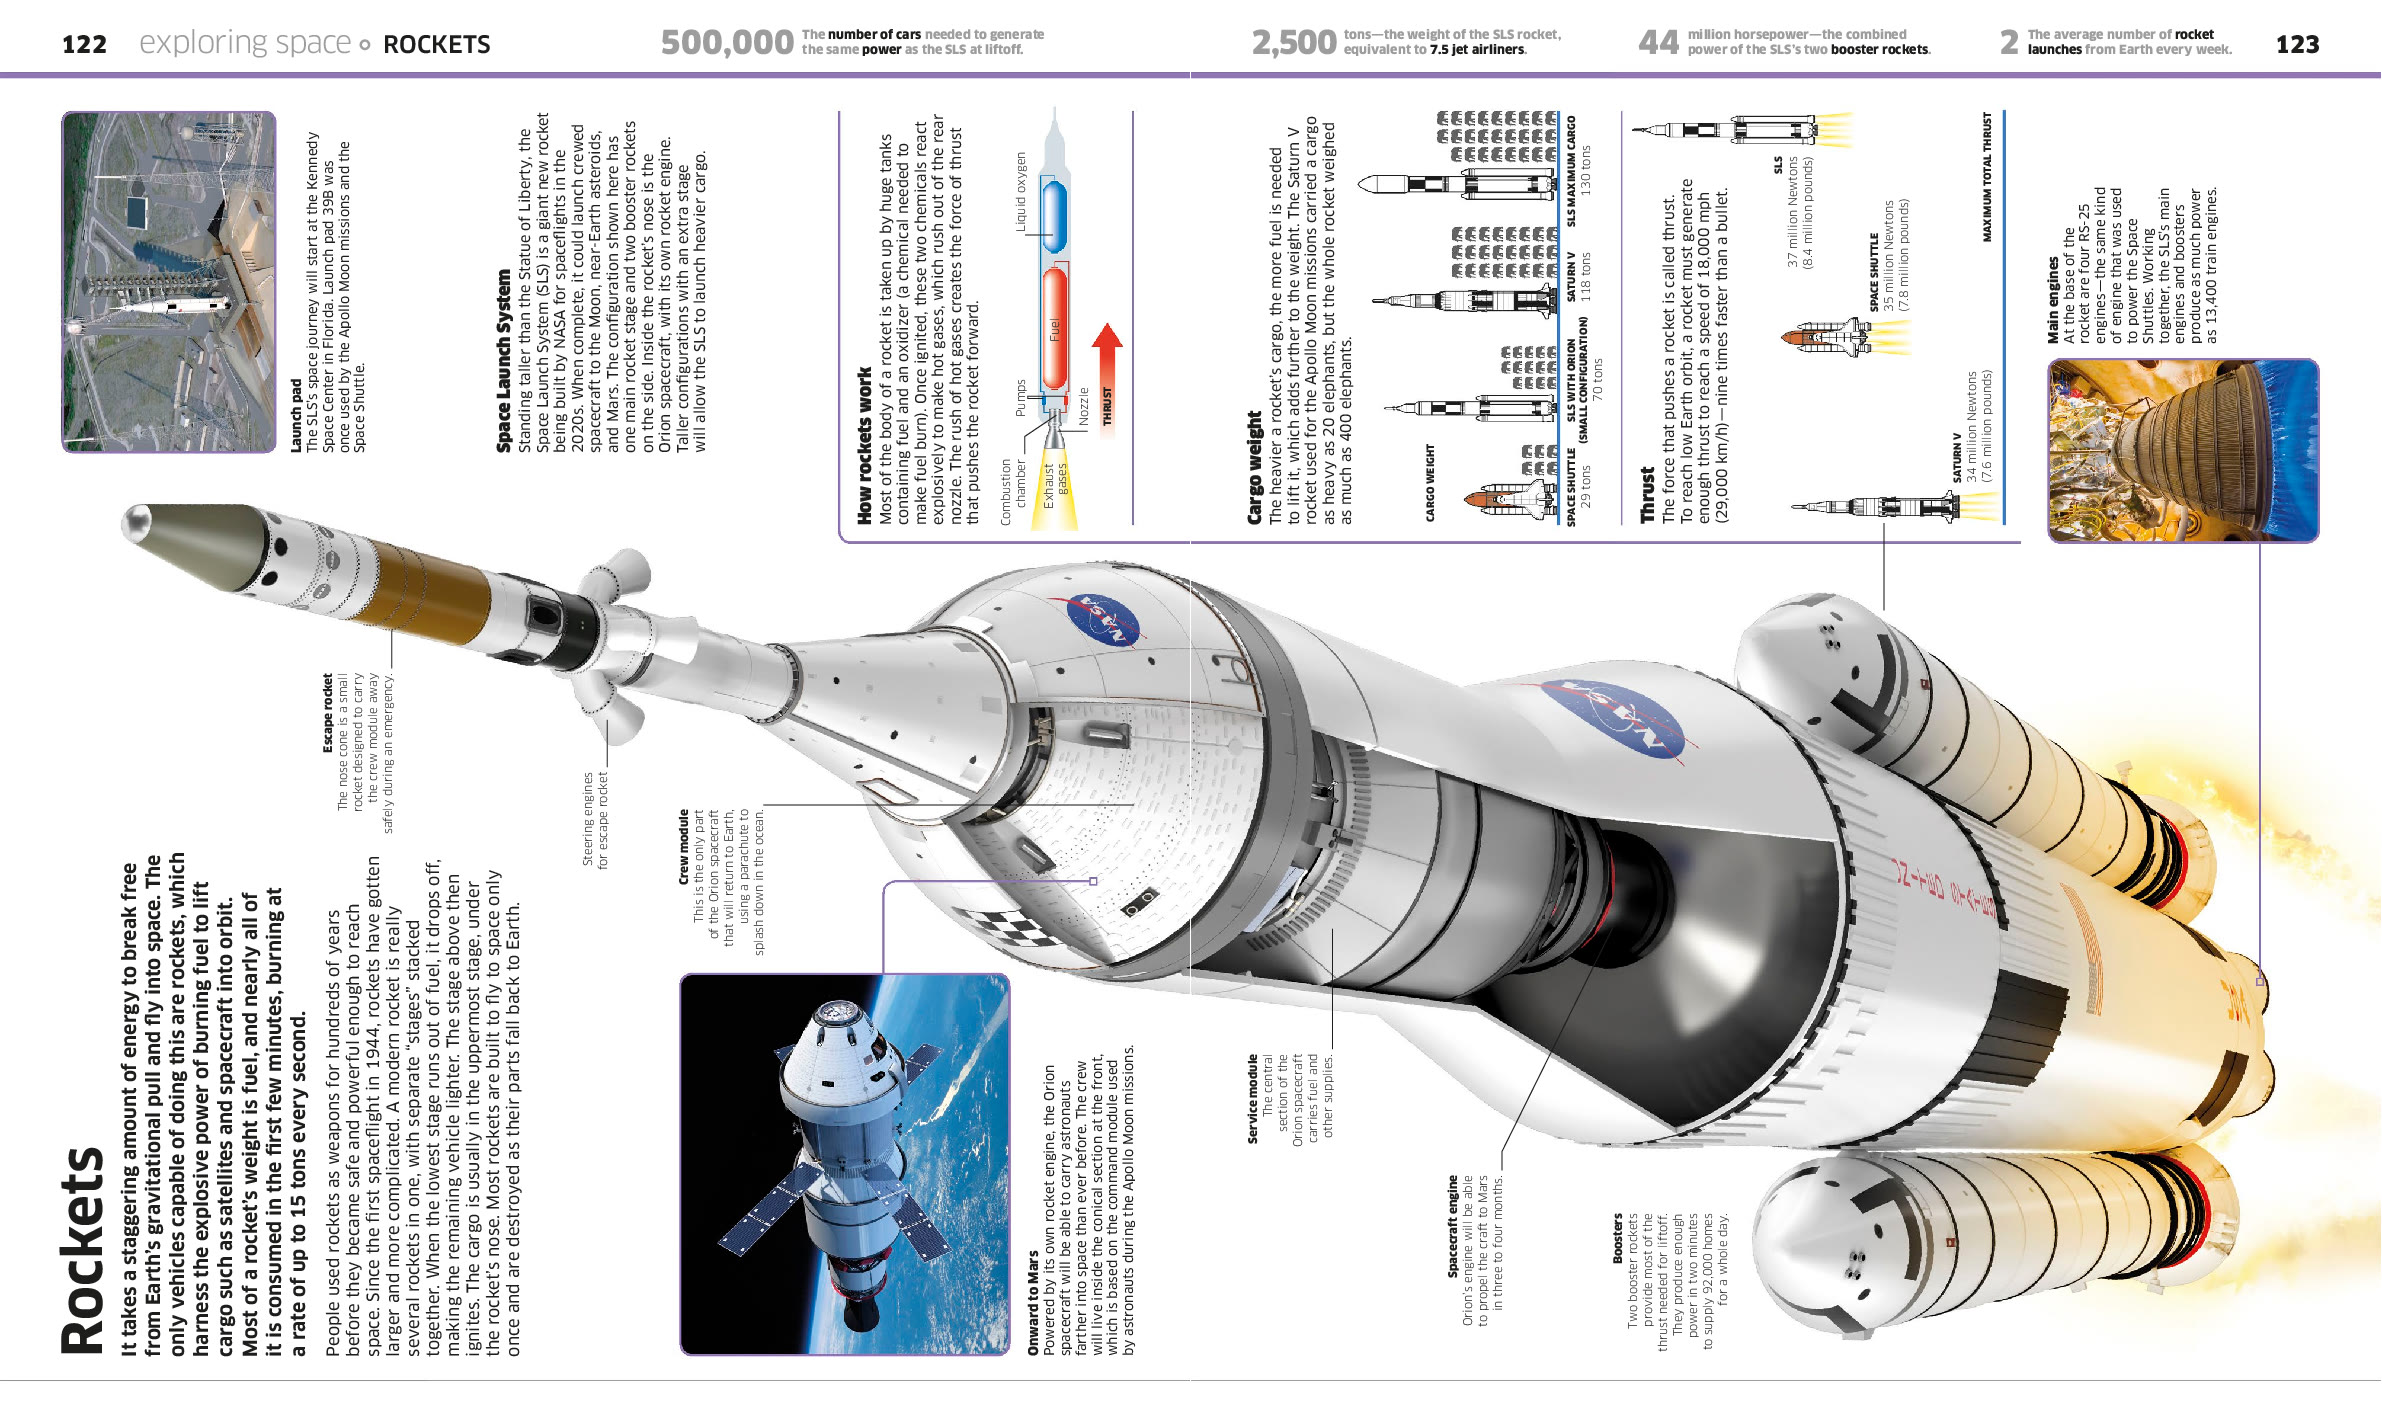 122 exploring space ROCKETS
500,000 The number of cars needed to generate
the same power as the SLS at liftoff.
2,500 tons—the weight of the SLS rocket,
equivalent to 7.5 jet airliners.
44 million horsepower—the combined
power of the SLS's two booster rockets.
2 The average number of rocket
launches from Earth every week.
123
Rockets
It takes a staggering amount of energy to break free
from Earth's gravitational pull and fly into space. The
only vehicles capable of doing this are rockets, which
harness the explosive power of burning fuel to lift
cargo such as satellites and spacecraft into orbit.
Most of a rocket's weight is fuel, and nearly all of
it is consumed in the first few minutes, burning at
a rate of up to 15 tons every second.
People used rockets as weapons for hundreds of years
before they became safe and powerful enough to reach
space. Since the first spaceflight in 1944, rockets have gotten
larger and more complicated. A modern rocket is really
several rockets in one, with separate "stages" stacked
together. When the lowest stage runs out of fuel, it drops off,
making the remaining vehicle lighter. The stage above then
ignites. The cargo is usually in the uppermost stage, under
the rocket's nose. Most rockets are built to fly to space only
once and are destroyed as their parts fall back to Earth.
Launch pad
The SLS's space journey will start at the Kennedy
Space Center in Florida. Launch pad 39B was
once used by the Apollo Moon missions and the
Space Shuttle.
Space Launch System
Standing taller than the Statue of Liberty, the
Space Launch System (SLS) is a giant new rocket
being built by NASA for spaceflights in the
2020s. When complete, it could launch crewed
spacecraft to the Moon, near-Earth asteroids,
and Mars. The configuration shown here has
one main rocket stage and two booster rockets
on the side. Inside the rocket's nose is the
Orion spacecraft, with its own rocket engine.
Taller configurations with an extra stage
will allow the SLS to launch heavier cargo.
Escape rocket
The nose cone is a small
rocket designed to carry
the crew module away
safely during an emergency.
Steering engines
for escape rocket
Crew module
This is the only part
of the Orion spacecraft
that will return to Earth,
using a parachute to
splash down in the ocean.
Onward to Mars
Powered by its own rocket engine, the Orion
spacecraft will be able to carry astronauts
farther into space than ever before. The crew
will live inside the conical section at the front,
which is based on the command module used
by astronauts during the Apollo Moon missions.
How rockets work
Most of the body of a rocket is taken up by huge tanks
containing fuel and an oxidizer (a chemical needed to
make fuel burn). Once ignited, these two chemicals react
explosively to make hot gases, which rush out of the rear
nozzle. The rush of hot gases creates the force of thrust
that pushes the rocket forward.
Combustion
chamber
Pumps
Liquid oxygen
Exhaust
gases
Fuel
Nozzle
THRUST
Cargo weight
The heavier a rocket's cargo, the more fuel is needed
to lift it, which adds further to the weight. The Saturn V
rocket used for the Apollo Moon missions carried a cargo
as heavy as 20 elephants, but the whole rocket weighed
as much as 400 elephants.
CARGO WEIGHT
SPACE SHUTTLE
29 tons
SLS WITH ORION
(SMALL CONFIGURATION)
70 tons
SATURN V
118 tons
SLS MAXIMUM CARGO
130 tons
Thrust
The force that pushes a rocket is called thrust.
To reach low Earth orbit, a rocket must generate
enough thrust to reach a speed of 18,000 mph
(29,000 km/h)—nine times faster than a bullet.
SLS
37 million Newtons
(8.4 million pounds)
SPACE SHUTTLE
35 million Newtons
(7.8 million pounds)
SATURN V
34 million Newtons
(7.6 million pounds)
MAXIMUM TOTAL THRUST
Main engines
At the base of the
rocket are four RS-25
engines—the same kind
of engine that was used
to power the Space
Shuttles. Working
together, the SLS's main
engines and boosters
produce as much power
as 13,400 train engines.
Service module
The central
section of the
Orion spacecraft
carries fuel and
other supplies.
Spacecraft engine
Orion's engine will be able
to propel the craft to Mars
in three to four months.
Boosters
Two booster rockets
provide most of the
thrust needed for liftoff.
They produce enough
power in two minutes
to supply 92,000 homes
for a whole day.
NASA
NASA
UNITED STATES